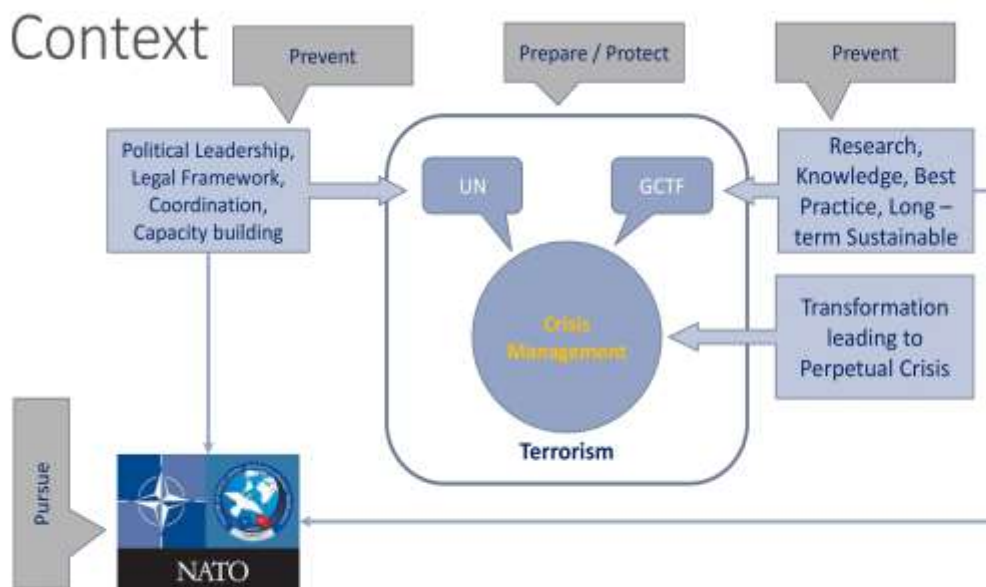 Context
Prevent
Prepare / Protect
Prevent
Political Leadership,
Legal Framework,
Coordination,
Capacity building
UN
GCTF
Research,
Knowledge, Best
Practice, Long –
term Sustainable
Crisis
Management
Transformation
leading to
Perpetual Crisis
Terrorism
Pursue
NATO